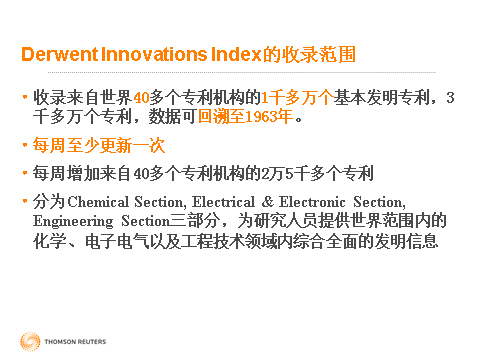 Derwent Innovations Index的收录范围
• 收录来自世界40多个专利机构的1千多万个基本发明专利，3
千多万个专利，数据可回溯至1963年。
• 每周至少更新一次
• 每周增加来自40多个专利机构的2万5千多个专利
• 分为Chemical Section, Electrical & Electronic Section,
Engineering Section三部分，为研究人员提供世界范围内的
化学、电子电气以及工程技术领域内综合全面的发明信息
THOMSON REUTERS